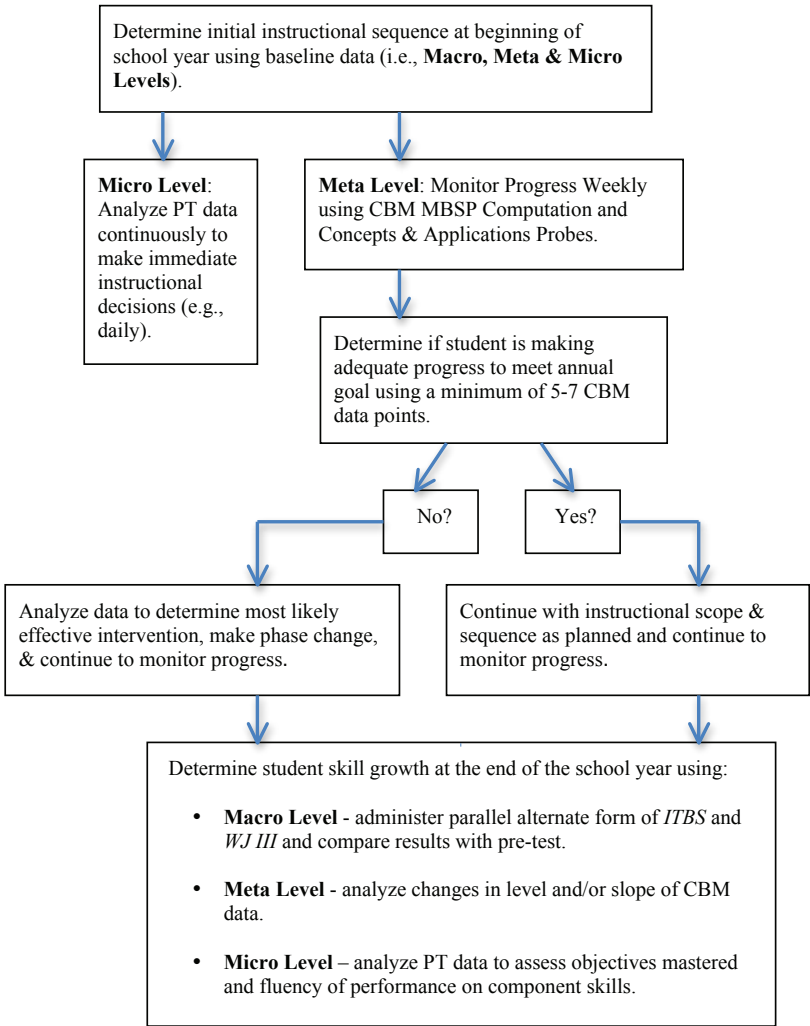 Determine initial instructional sequence at beginning of
school year using baseline data (i.e., Macro, Meta & Micro
Levels).
Micro Level:
Analyze PT data
continuously to
make immediate
instructional
decisions (e.g.,
daily).
Meta Level: Monitor Progress Weekly
using CBM MBSP Computation and
Concepts & Applications Probes.
Determine if student is making
adequate progress to meet annual
goal using a minimum of 5-7 CBM
data points.
No?
Yes?
Analyze data to determine most likely
effective intervention, make phase change,
& continue to monitor progress.
Continue with instructional scope &
sequence as planned and continue to
monitor progress.
Determine student skill growth at the end of the school year using:
• Macro Level - administer parallel alternate form of ITBS and
WJ III and compare results with pre-test.
• Meta Level - analyze changes in level and/or slope of CBM
data.
• Micro Level – analyze PT data to assess objectives mastered
and fluency of performance on component skills.